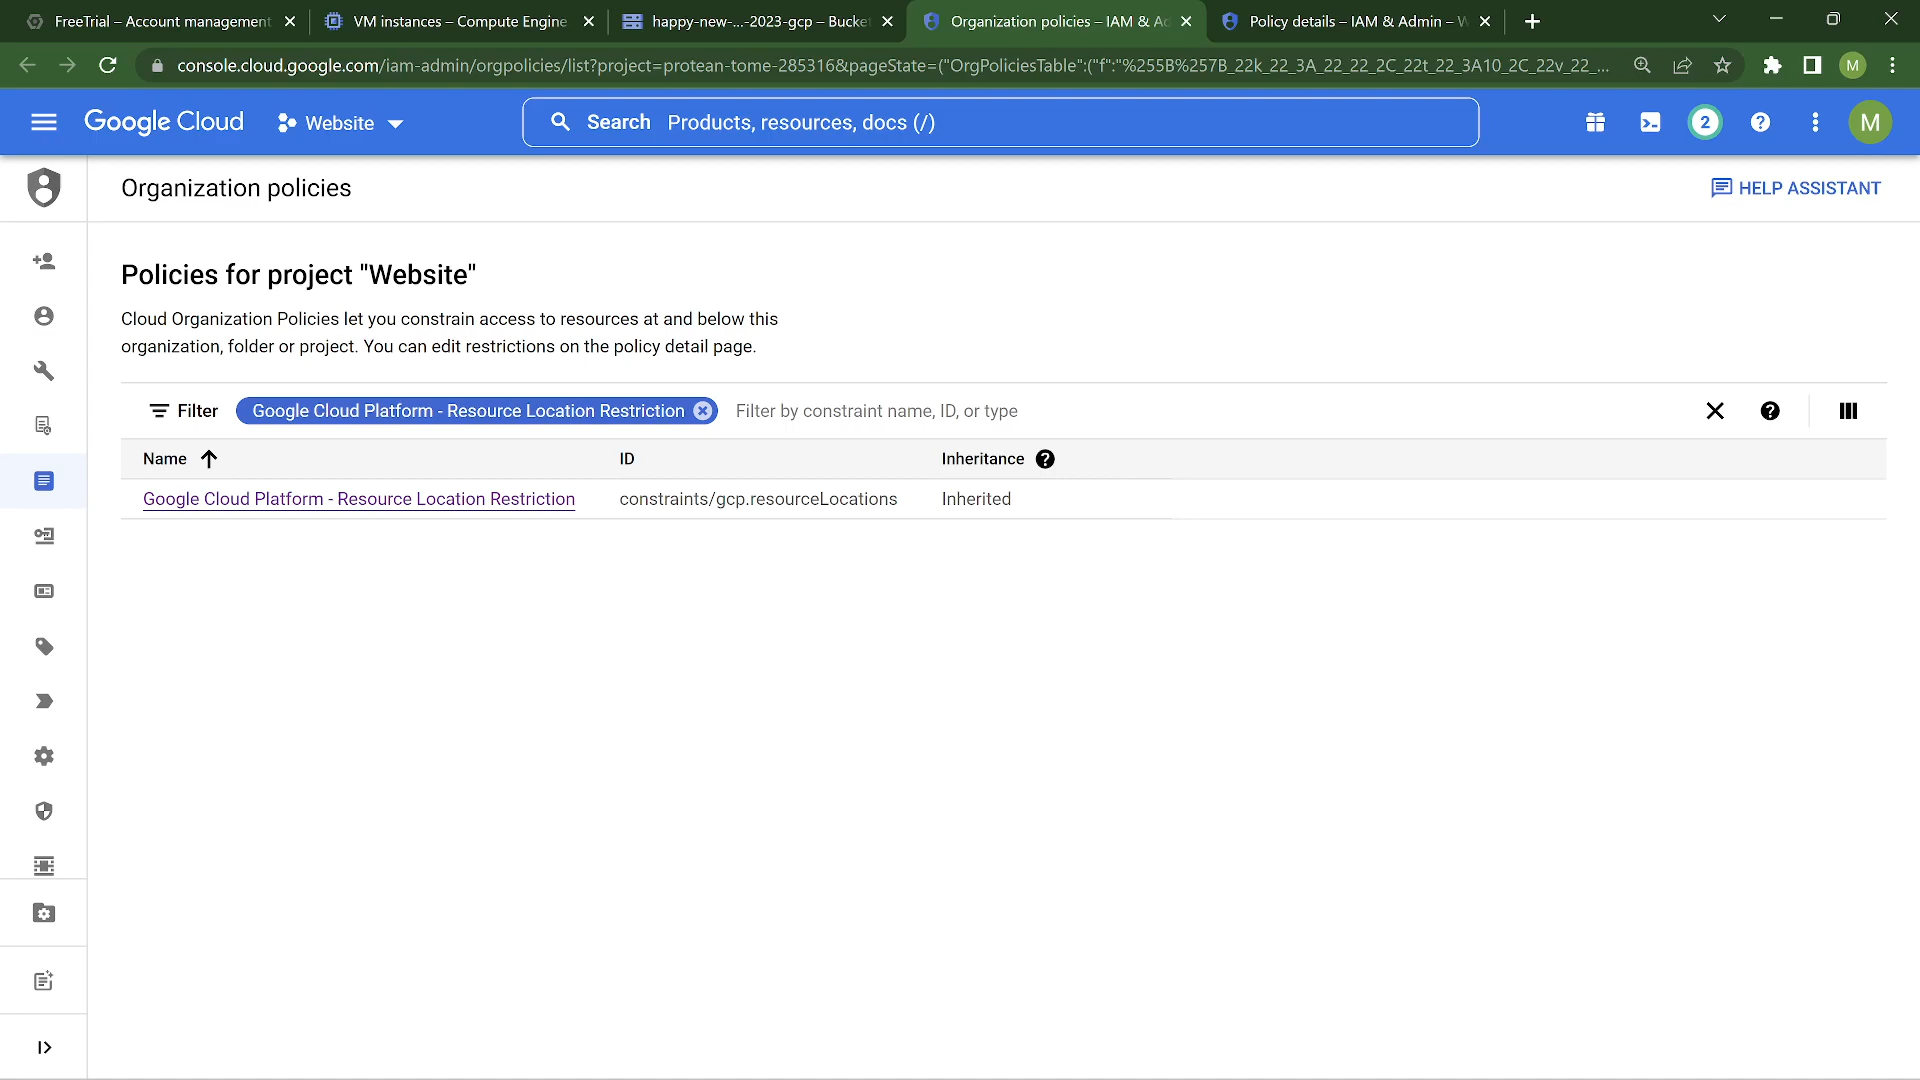 FreeTrial – Account management
VM instances – Compute Engine
happy-new-...-2023-gcp – Bucke
Organization policies – IAM & Ad
Policy details – IAM & Admin – W
console.cloud.google.com/iam-admin/orgpolicies/list?project=protean-tome-285316&pageState=("OrgPoliciesTable":("f":"%255B%257B_22k_22_3A_22_22_2C_22t_22_3A10_2C_22v_22_...
M
Google Cloud
Website
Search Products, resources, docs (/)
2
M
Organization policies
HELP ASSISTANT
Policies for project "Website"
Cloud Organization Policies let you constrain access to resources at and below this
organization, folder or project. You can edit restrictions on the policy detail page.
Filter Google Cloud Platform - Resource Location Restriction Filter by constraint name, ID, or type
Name ID Inheritance
Google Cloud Platform - Resource Location Restriction constraints/gcp.resourceLocations Inherited